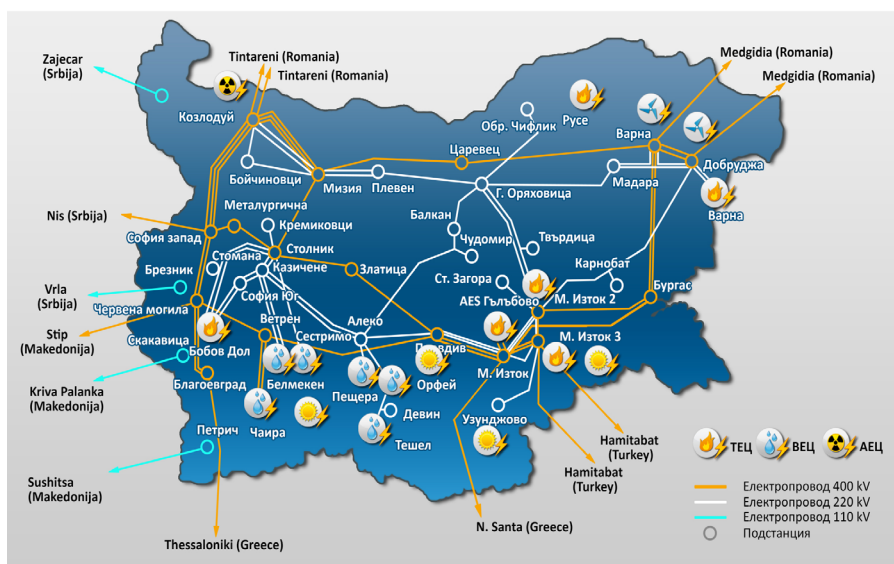 Zajecar
(Srbija)
Tintareni (Romania)
Tintareni (Romania)
Medgidia (Romania)
Medgidia (Romania)
Козлодуй
Обр. Чифлик
Русе
Варна
Царевец
Добруджа
Бойчиновци
Мизия
Плевен
Г. Оряховица
Мадара
Варна
Металургична
Кремиковци
Балкан
Nis (Srbija)
София запад
Столник
Чудомир
Твърдица
Стомана
Казичене
Златица
Карнобат
Брезник
Ст. Загора
София Юг
AES Гълъбово
М. Изток 2
Бургас
Vrla
(Srbija)
Червена могила
Ветрен
Алеко
Stip
(Makedonija)
Сестримо
Скакавица
Бобов Дол
Пловдив
М. Изток 3
Благоевград
Белмекен
М. Изток
Kriva Palanka
(Makedonija)
Пещера
Орфей
Девин
Узунджово
Петрич
Чаира
Тешел
Hamitabat
(Turkey)
Hamitabat
(Turkey)
Sushitsa
(Makedonija)
N. Santa (Greece)
Thessaloniki (Greece)
ТЕЦ
ВЕЦ
АЕЦ
Електропровод 400 kV
Електропровод 220 kV
Електропровод 110 kV
Подстанция